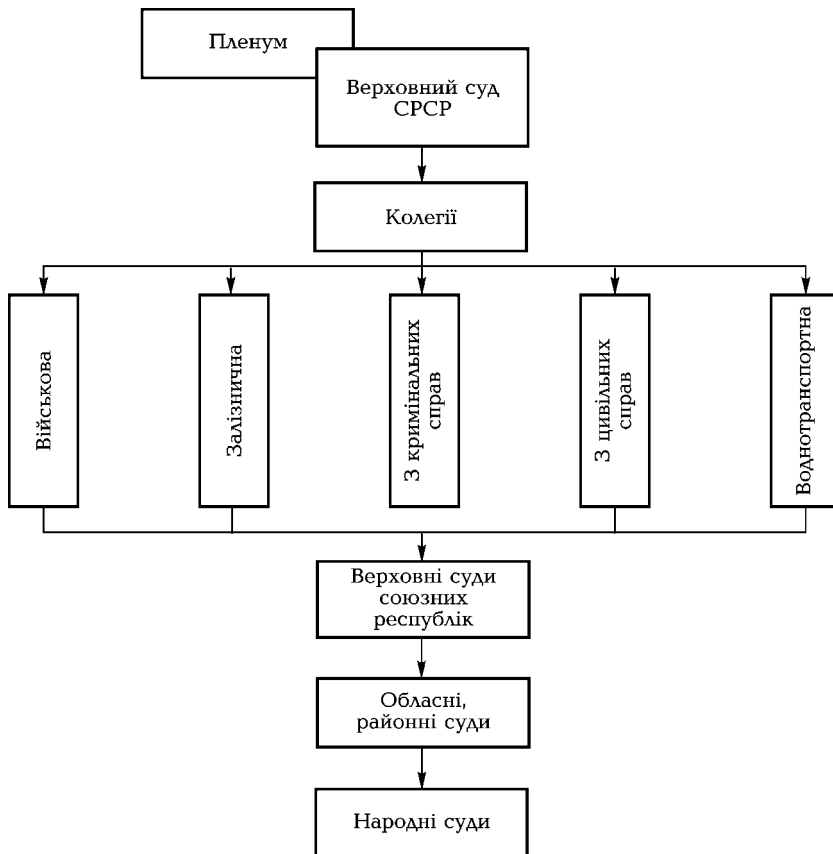 Пленум
Верховний суд
СРСР
Колегії
Військова
Залізнична
З кримінальних
справ
З цивільних
справ
Воднотранспортна
Верховні суди
союзних
республік
Обласні,
районні суди
Народні суди